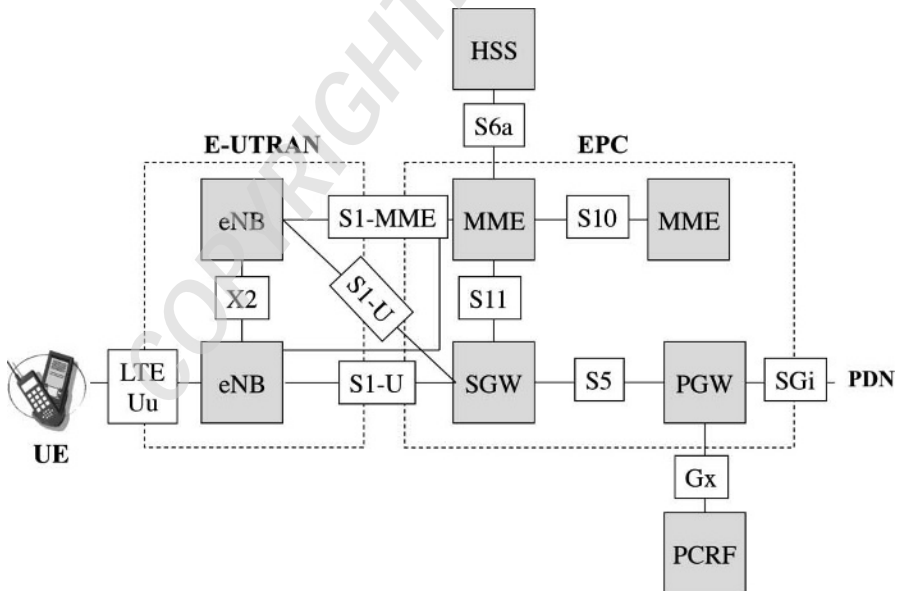 HSS
S6a
E-UTRAN
EPC
eNB
S1-MME
MME
S10
MME
X2
S1-U
S11
LTE
Uu
eNB
S1-U
SGW
S5
PGW
SGi
PDN
UE
Gx
PCRF
COPYRIGHT